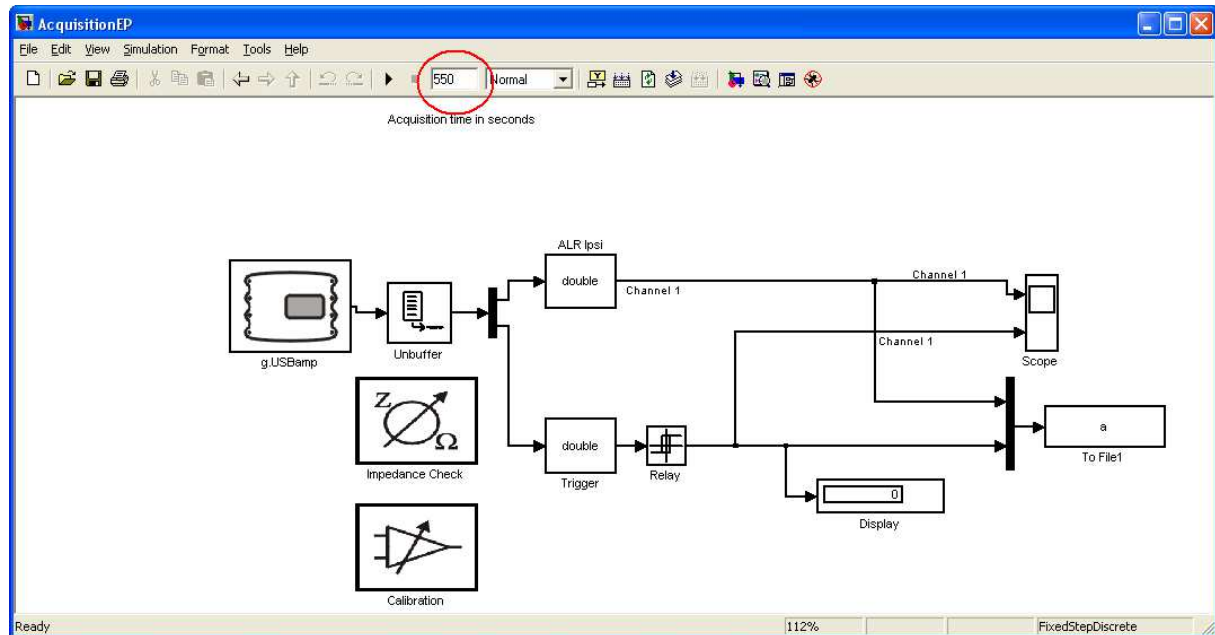 AcquisitionEP
File Edit View Simulation Format Tools Help
550 Normal
Acquisition time in seconds
ALR Ipsi
double
Channel 1
Channel 1
Channel 1
Scope
g.USBamp
Unbuffer
Z
Ω
Impedance Check
double
Trigger
Relay
a
To File1
0
Display
Calibration
Ready 112% FixedStepDiscrete